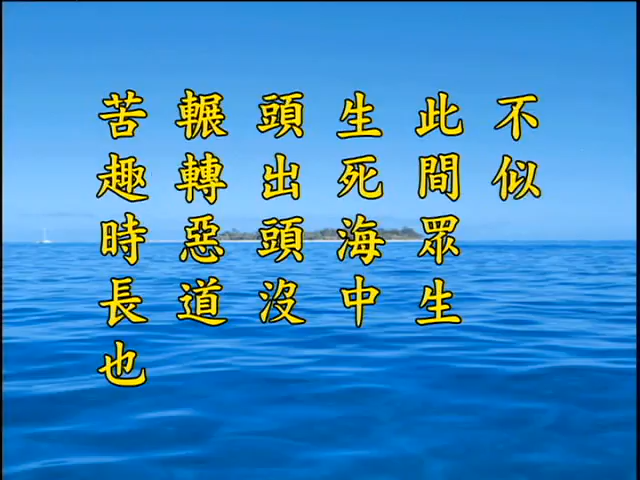 不似
此間眾生
生死海中
頭出頭沒
輾轉惡道
苦趣時長也